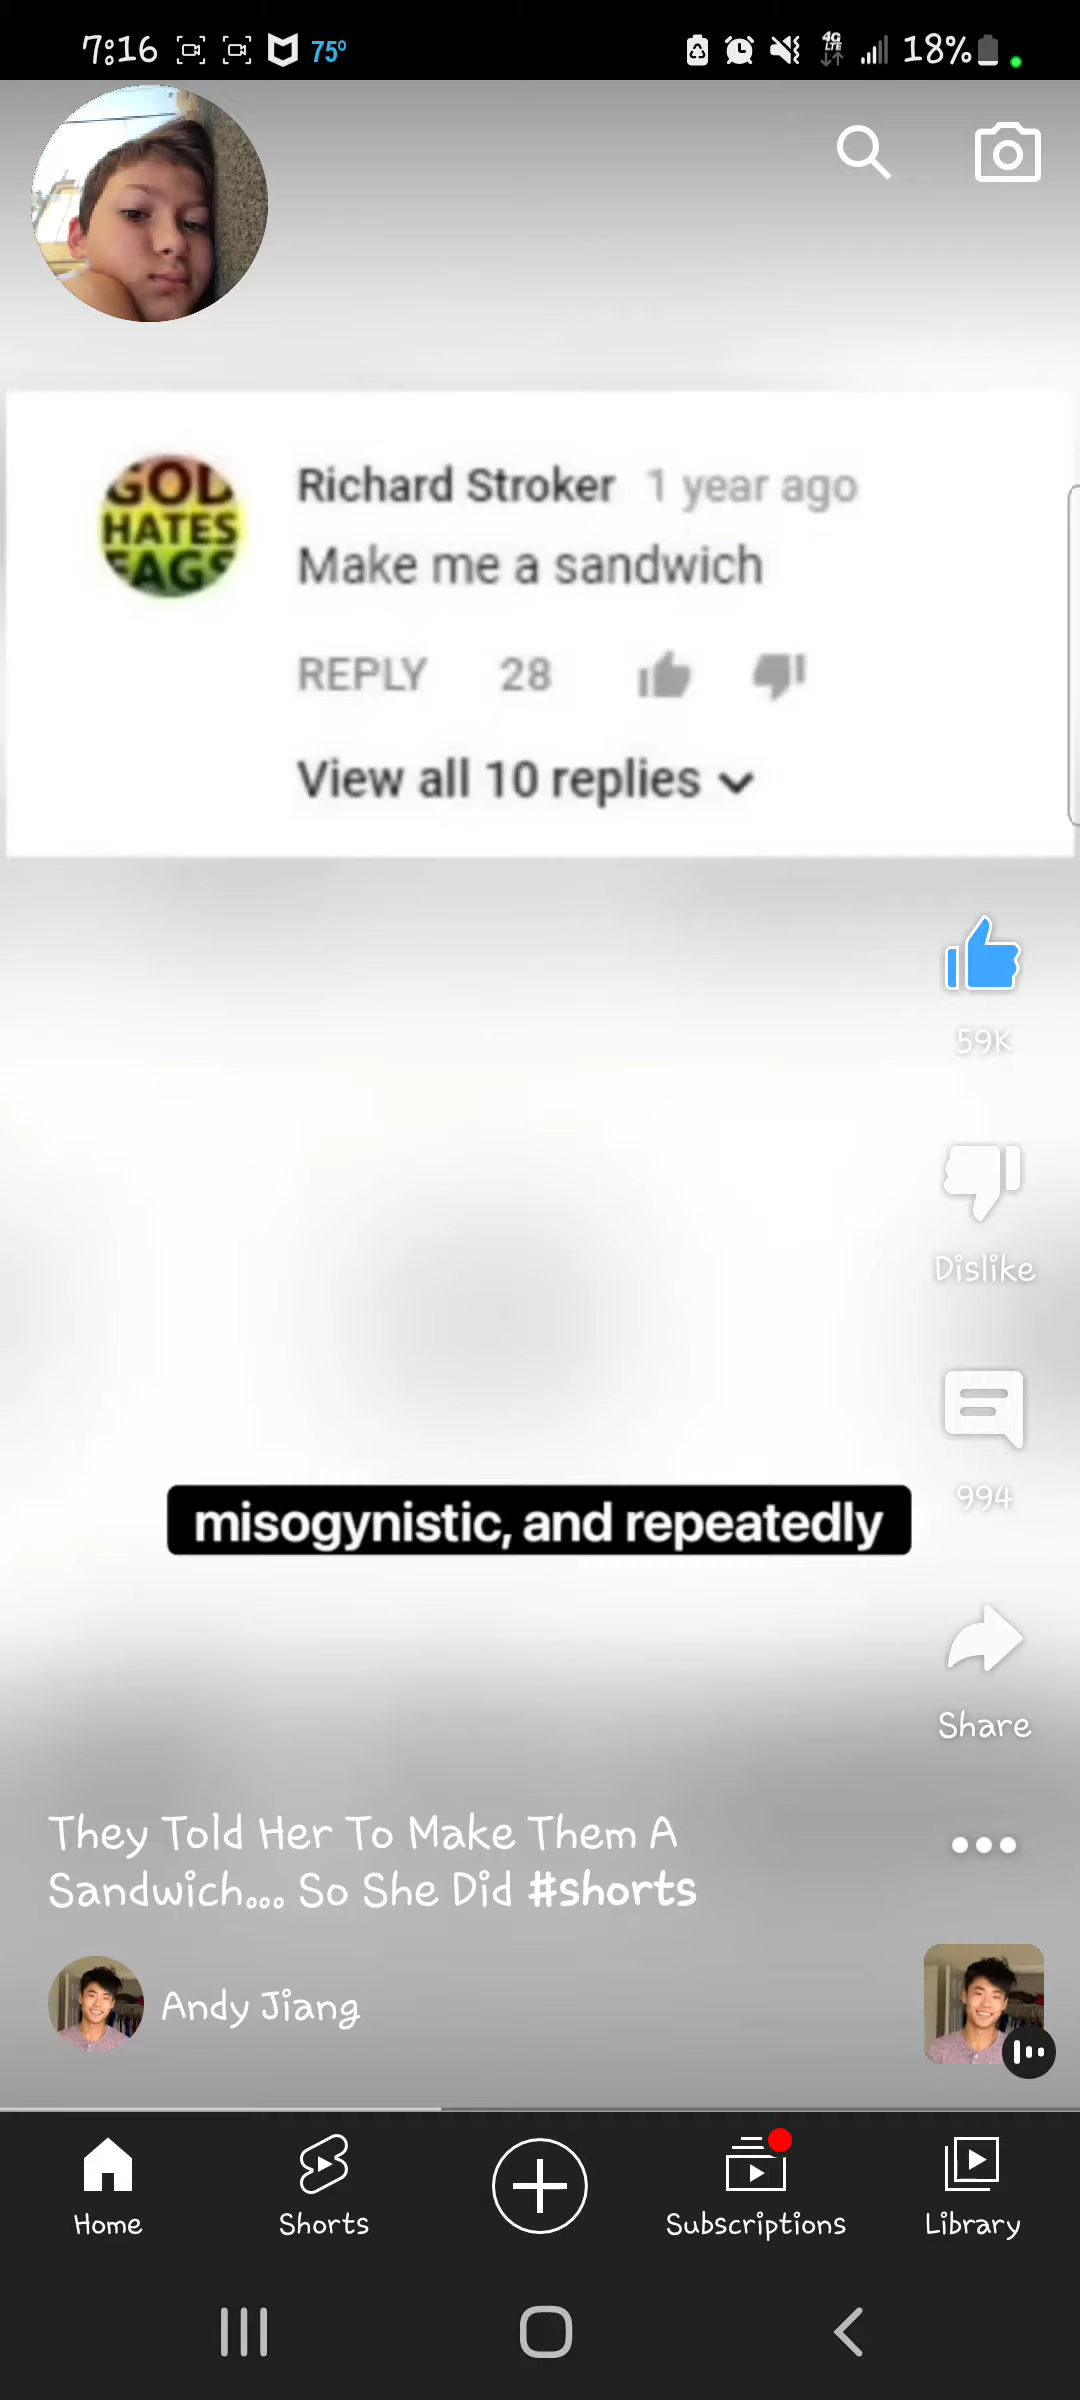 7:16 75° 4G LTE 18%
GOD
HATES
FAGS
Richard Stroker 1 year ago
Make me a sandwich
REPLY 28
View all 10 replies
59K
Dislike
994
misogynistic, and repeatedly
Share
They Told Her To Make Them A
Sandwich... So She Did #shorts
Andy Jiang
Home Shorts Subscriptions Library